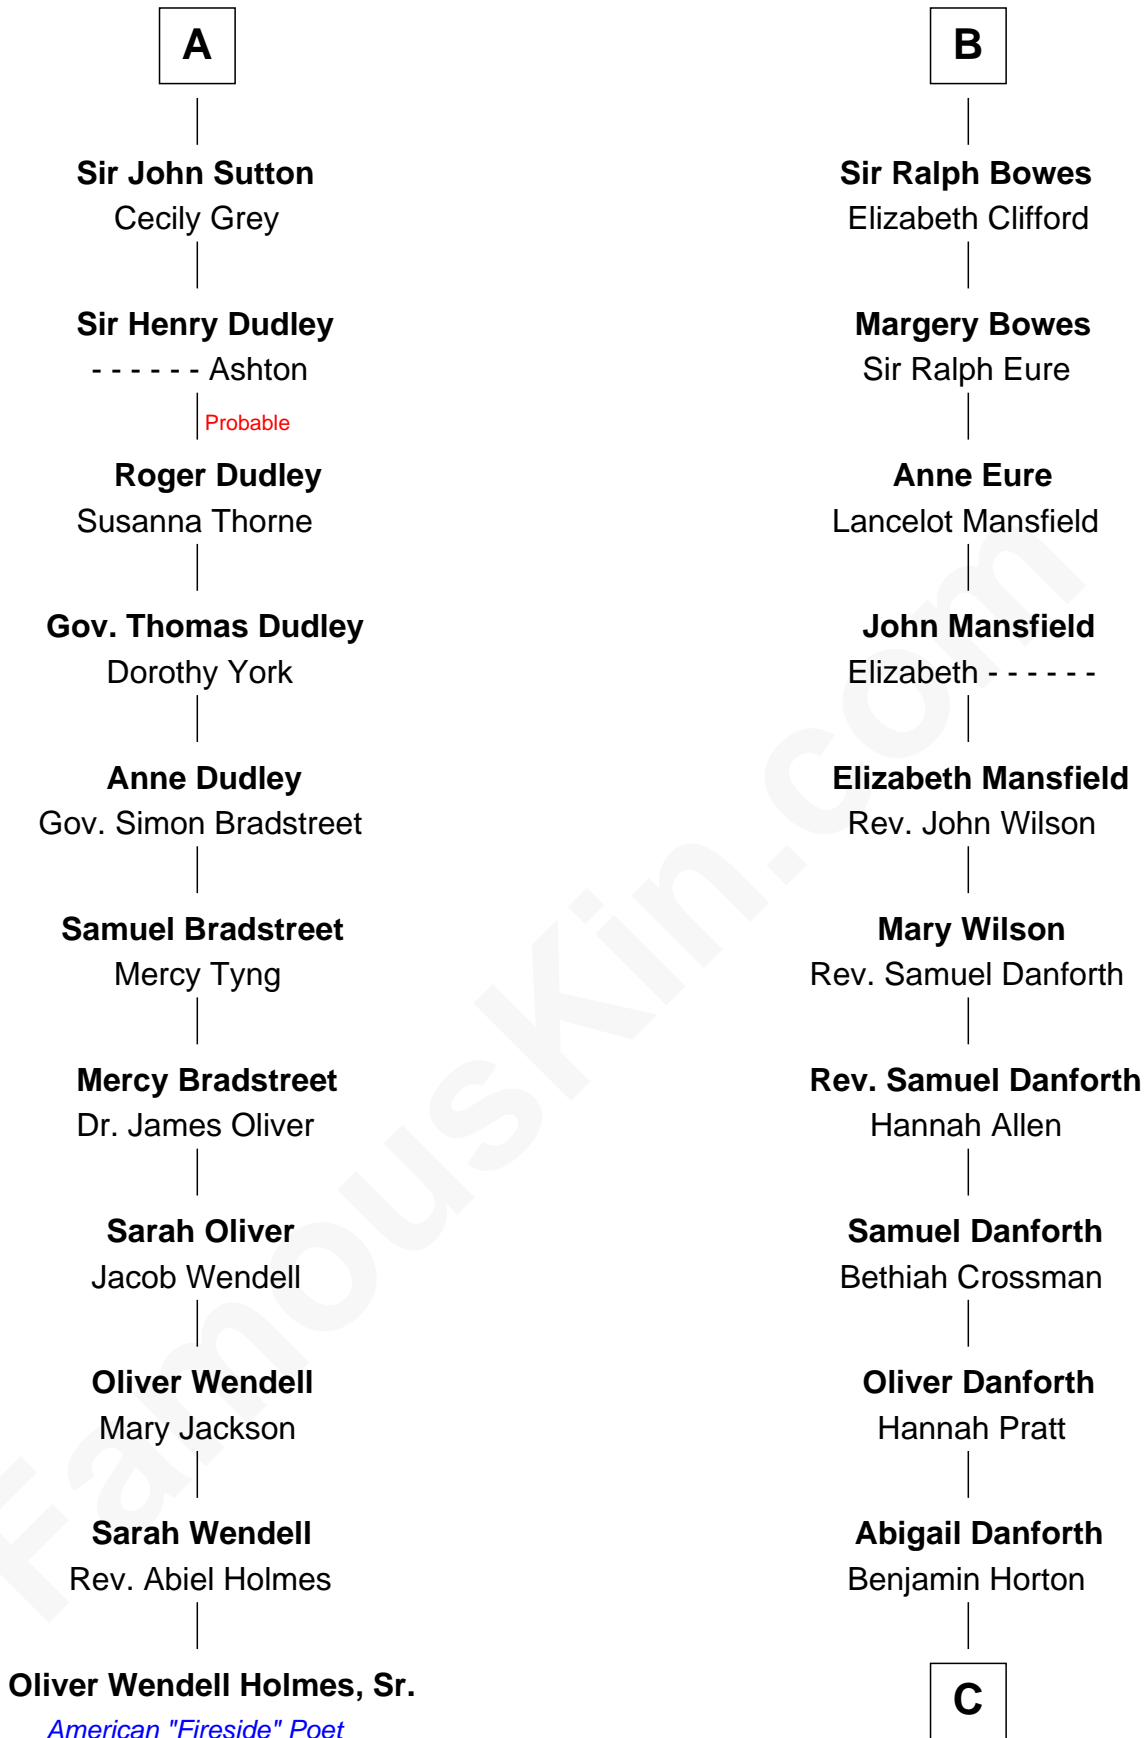 A
Sir John Sutton
Cecily Grey
Sir Henry Dudley
- - - - - - Ashton
Probable
Roger Dudley
Susanna Thorne
Gov. Thomas Dudley
Dorothy York
Anne Dudley
Gov. Simon Bradstreet
Samuel Bradstreet
Mercy Tyng
Mercy Bradstreet
Dr. James Oliver
Sarah Oliver
Jacob Wendell
Oliver Wendell
Mary Jackson
Sarah Wendell
Rev. Abiel Holmes
Oliver Wendell Holmes, Sr.
American "Fireside" Poet
B
Sir Ralph Bowes
Elizabeth Clifford
Margery Bowes
Sir Ralph Eure
Anne Eure
Lancelot Mansfield
John Mansfield
Elizabeth - - - - - -
Elizabeth Mansfield
Rev. John Wilson
Mary Wilson
Rev. Samuel Danforth
Rev. Samuel Danforth
Hannah Allen
Samuel Danforth
Bethiah Crossman
Oliver Danforth
Hannah Pratt
Abigail Danforth
Benjamin Horton
C
FamousKin.com